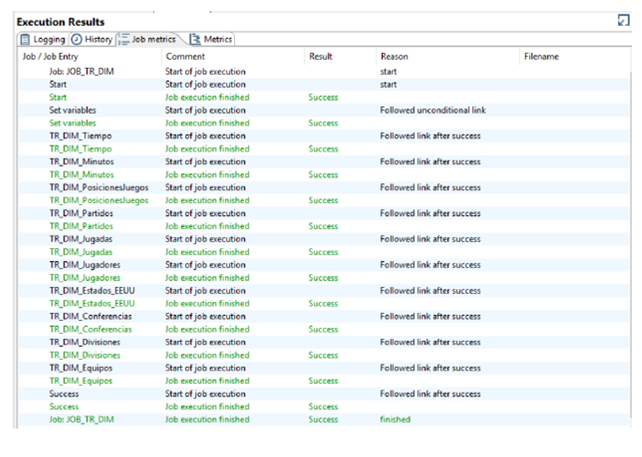 Execution Results
Logging History Job metrics Metrics
Job / Job Entry Comment Result Reason Filename
Job: JOB_TR_DIM Start of job execution start
Start Start of job execution start
Start Job execution finished Success
Set variables Start of job execution Followed unconditional link
Set variables Job execution finished Success
TR_DIM_Tiempo Start of job execution Followed link after success
TR_DIM_Tiempo Job execution finished Success
TR_DIM_Minutos Start of job execution Followed link after success
TR_DIM_Minutos Job execution finished Success
TR_DIM_PosicionesJuegos Start of job execution Followed link after success
TR_DIM_PosicionesJuegos Job execution finished Success
TR_DIM_Partidos Start of job execution Followed link after success
TR_DIM_Partidos Job execution finished Success
TR_DIM_Jugadas Start of job execution Followed link after success
TR_DIM_Jugadas Job execution finished Success
TR_DIM_Jugadores Start of job execution Followed link after success
TR_DIM_Jugadores Job execution finished Success
TR_DIM_Estados_EEUU Start of job execution Followed link after success
TR_DIM_Estados_EEUU Job execution finished Success
TR_DIM_Conferencias Start of job execution Followed link after success
TR_DIM_Conferencias Job execution finished Success
TR_DIM_Divisiones Start of job execution Followed link after success
TR_DIM_Divisiones Job execution finished Success
TR_DIM_Equipos Start of job execution Followed link after success
TR_DIM_Equipos Job execution finished Success
Success Start of job execution Followed link after success
Success Job execution finished Success
Job: JOB_TR_DIM Job execution finished Success finished